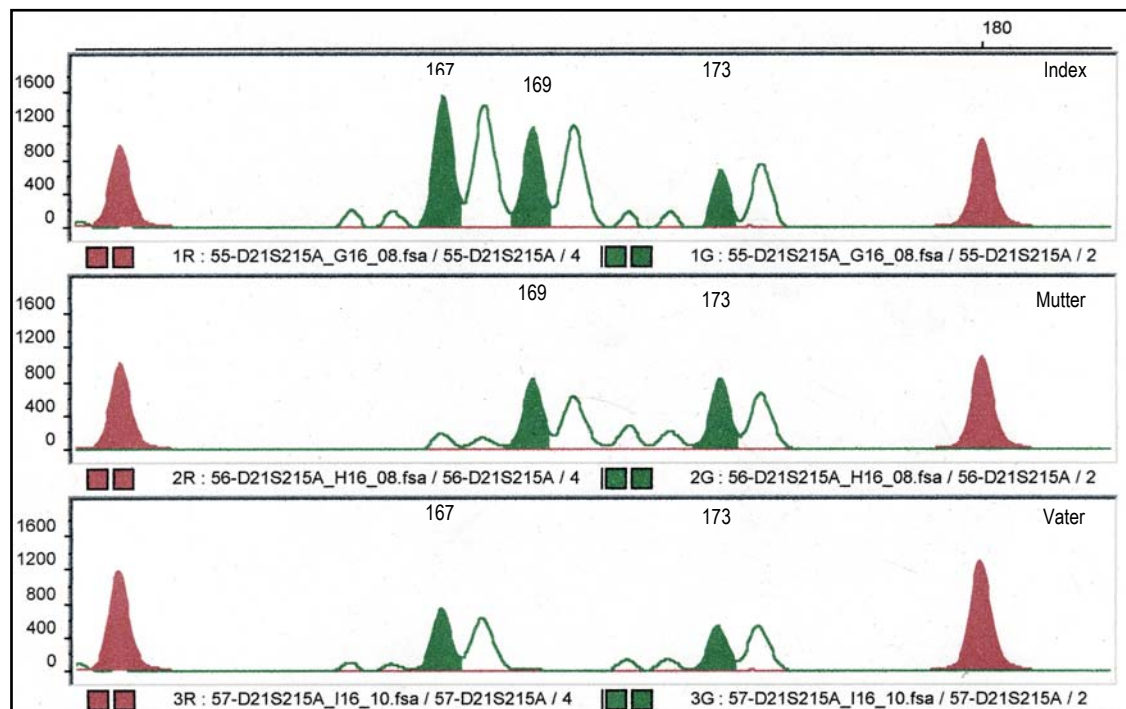 180
167 169 173 Index
1600
1200
800
400
0
1R : 55-D21S215A_G16_08.fsa / 55-D21S215A / 4 1G : 55-D21S215A_G16_08.fsa / 55-D21S215A / 2
169 173 Mutter
1600
1200
800
400
0
2R : 56-D21S215A_H16_08.fsa / 56-D21S215A / 4 2G : 56-D21S215A_H16_08.fsa / 56-D21S215A / 2
167 173 Vater
1600
1200
800
400
0
3R : 57-D21S215A_I16_10.fsa / 57-D21S215A / 4 3G : 57-D21S215A_I16_10.fsa / 57-D21S215A / 2